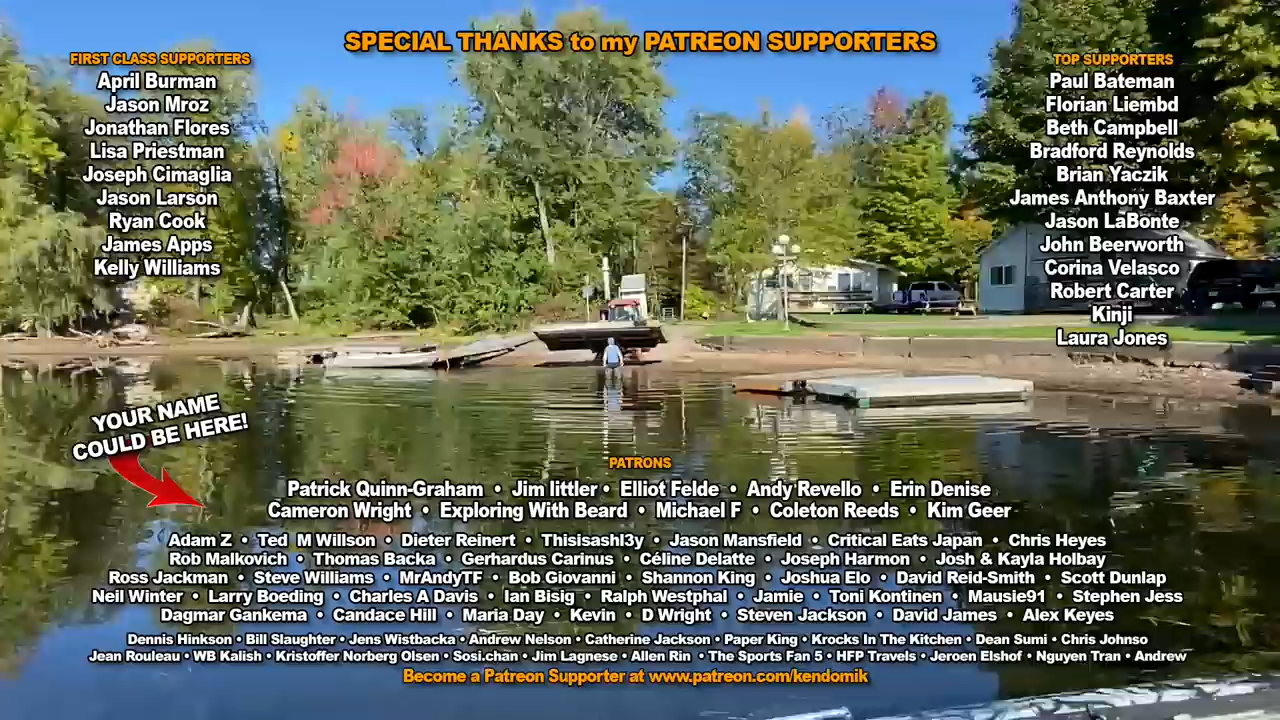 SPECIAL THANKS to my PATREON SUPPORTERS
FIRST CLASS SUPPORTERS
April Burman
Jason Mroz
Jonathan Flores
Lisa Priestman
Joseph Cimaglia
Jason Larson
Ryan Cook
James Apps
Kelly Williams
TOP SUPPORTERS
Paul Bateman
Florian Liembd
Beth Campbell
Bradford Reynolds
Brian Yaczik
James Anthony Baxter
Jason LaBonte
John Beerworth
Corina Velasco
Robert Carter
Kinji
Laura Jones
YOUR NAME
COULD BE HERE!
PATRONS
Patrick Quinn-Graham • Jim littler • Elliot Felde • Andy Revello • Erin Denise
Cameron Wright • Exploring With Beard • Michael F • Coleton Reeds • Kim Geer
Adam Z • Ted M Willson • Dieter Reinert • Thisisashl3y • Jason Mansfield • Critical Eats Japan • Chris Heyes
Rob Malkovich • Thomas Backa • Gerhardus Carinus • Céline Delatte • Joseph Harmon • Josh & Kayla Holbay
Ross Jackman • Steve Williams • MrAndyTF • Bob Giovanni • Shannon King • Joshua Elo • David Reid-Smith • Scott Dunlap
Neil Winter • Larry Boeding • Charles A Davis • Ian Bisig • Ralph Westphal • Jamie • Toni Kontinen • Mausie91 • Stephen Jess
Dagmar Gankema • Candace Hill • Maria Day • Kevin • D Wright • Steven Jackson • David James • Alex Keyes
Dennis Hinkson • Bill Slaughter • Jens Wistbacka • Andrew Nelson • Catherine Jackson • Paper King • Krocks In The Kitchen • Dean Sumi • Chris Johnso
Jean Rouleau • WB Kalish • Kristoffer Norberg Olsen • Sosi.chan • Jim Lagnese • Allen Rin • The Sports Fan 5 • HFP Travels • Jeroen Elshof • Nguyen Tran • Andrew
Become a Patreon Supporter at www.patreon.com/kendomik